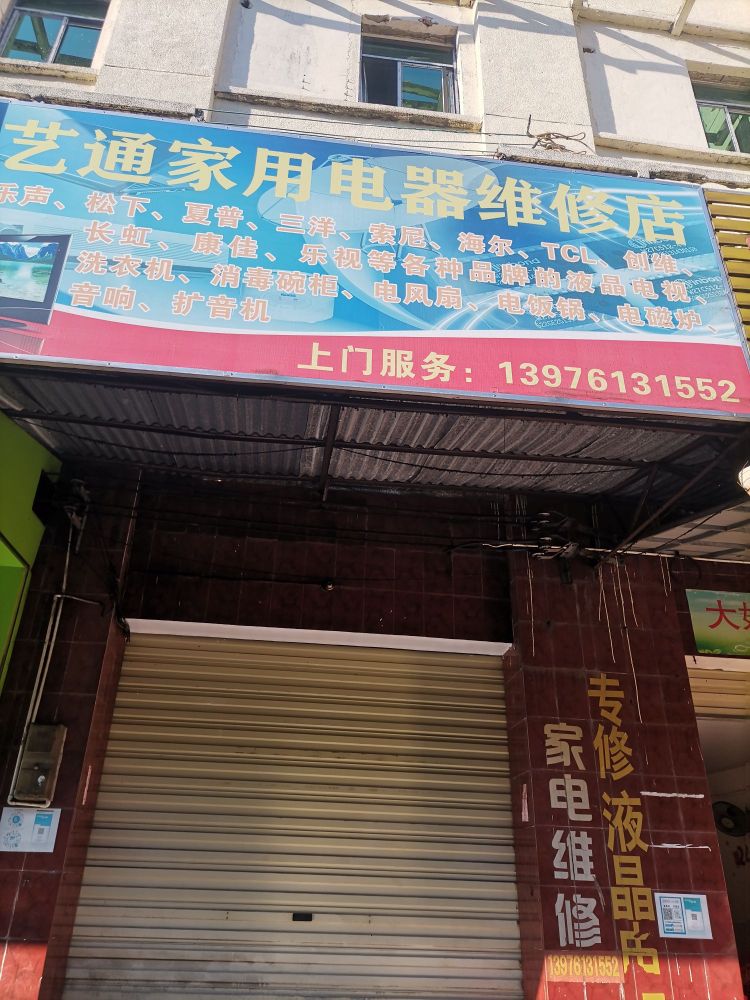 艺通家用电器维修店
乐声、松下、夏普、三洋、索尼、海尔、TCL、创维、
长虹、康佳、乐视等各种品牌的液晶电视、
洗衣机、消毒碗柜、电风扇、电饭锅、电磁炉、
音响、扩音机
上门服务：13976131552
专修液晶
家电维修
13976131552
大